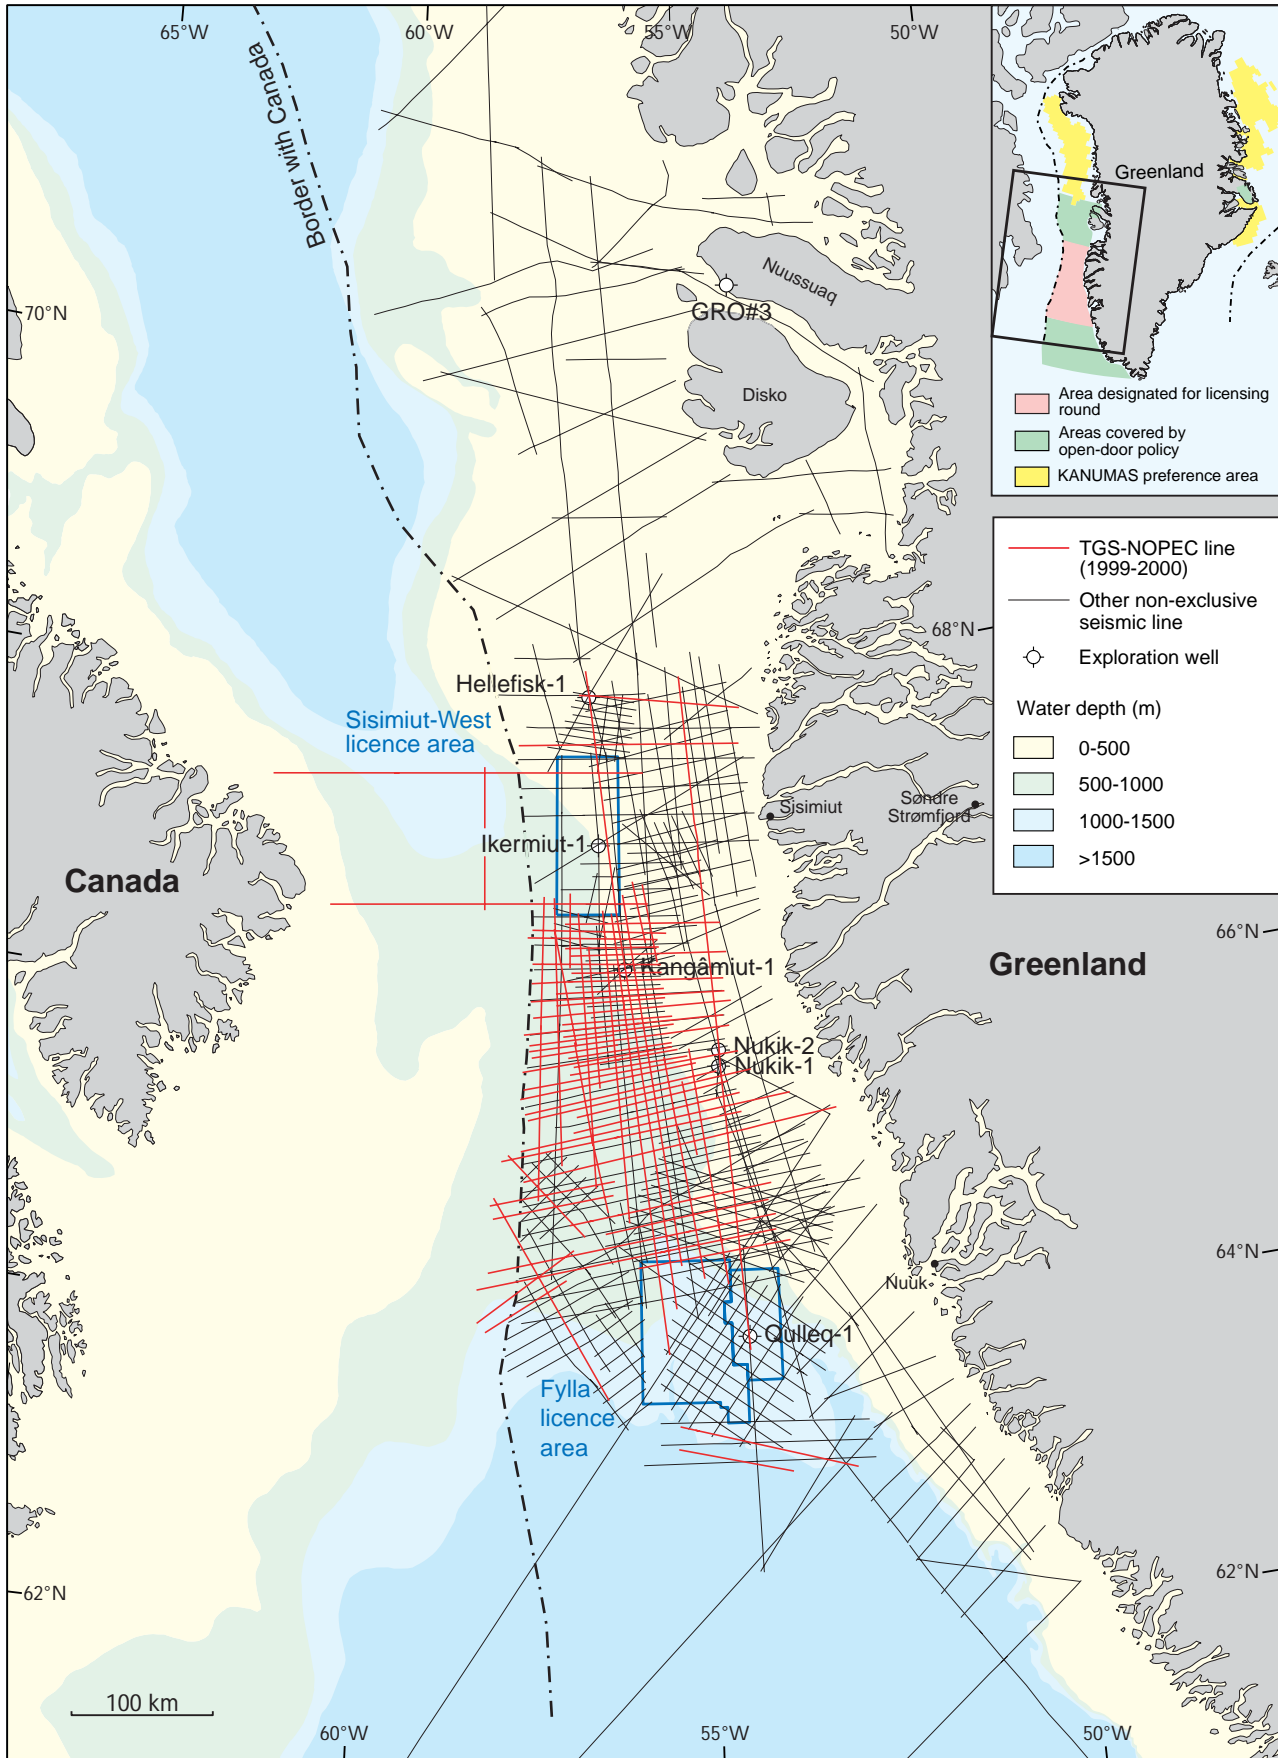 65°W
60°W
55°W
50°W
Border with Canada
Greenland
Nuussuaq
70°N
GRO#3
Disko
Area designated for licensing
round
Areas covered by
open-door policy
KANUMAS preference area
TGS-NOPEC line
(1999-2000)
Other non-exclusive
seismic line
Exploration well
68°N
Hellefisk-1
Sisimiut-West
licence area
Water depth (m)
0-500
500-1000
1000-1500
>1500
Sisimiut
Søndre
Strømfjord
Ikermiut-1
Canada
66°N
Kangâmiut-1
Greenland
Nukik-2
Nukik-1
64°N
Nuuk
Qulleq-1
Fylla
licence
area
62°N
62°N
100 km
60°W
55°W
50°W